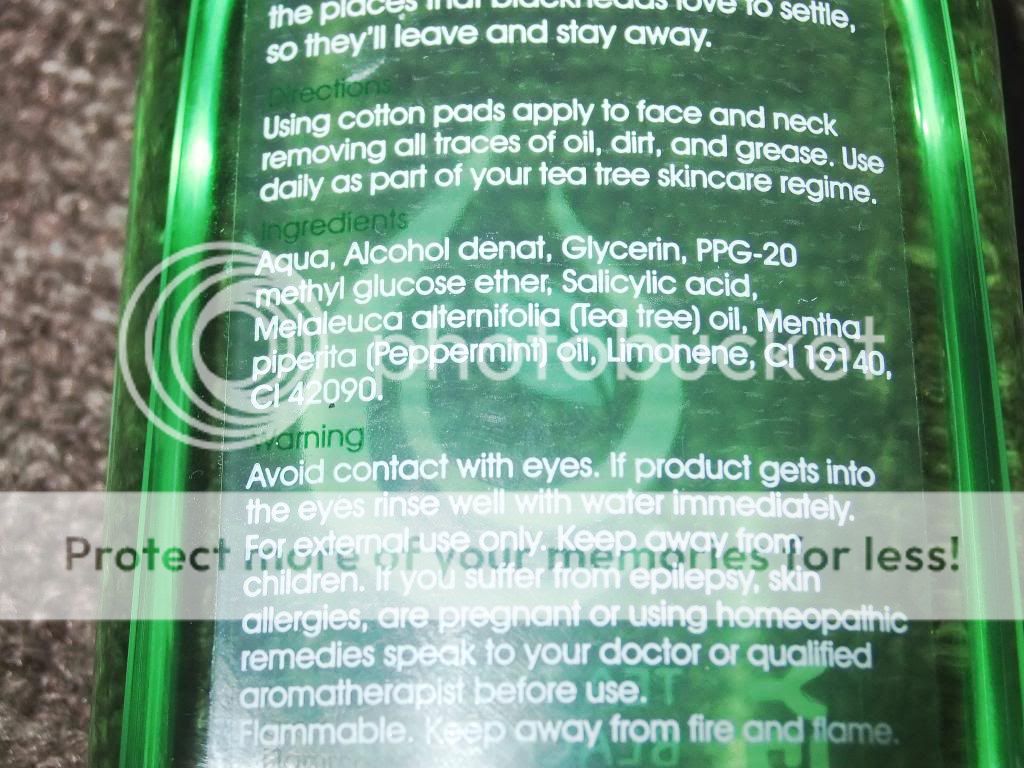 the places that blackheads love to settle,
so they'll leave and stay away.
Directions
Using cotton pads apply to face and neck
removing all traces of oil, dirt, and grease. Use
daily as part of your tea tree skincare regime.
Ingredients
Aqua, Alcohol denat, Glycerin, PPG-20
methyl glucose ether, Salicylic acid,
Melaleuca alternifolia (Tea tree) oil, Mentha
piperita (Peppermint) oil, Limonene, CI 19140,
CI 42090.
photobucket
Warning
Avoid contact with eyes. If product gets into
the eyes rinse well with water immediately.
For external use only. Keep away from
Protect more of your memories for less!
children. If you suffer from epilepsy, skin
allergies, are pregnant or using homeopathic
remedies speak to your doctor or qualified
aromatherapist before use.
Flammable. Keep away from fire and flame.